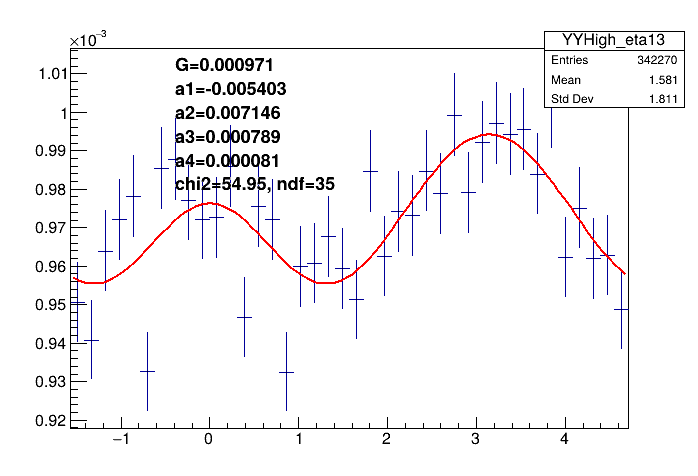 ×10⁻³
YYHigh_eta13
Entries 342270
Mean 1.581
Std Dev 1.811
G=0.000971
a1=-0.005403
a2=0.007146
a3=0.000789
a4=0.000081
chi2=54.95, ndf=35
1.01
1
0.99
0.98
0.97
0.96
0.95
0.94
0.93
0.92
−1 0 1 2 3 4